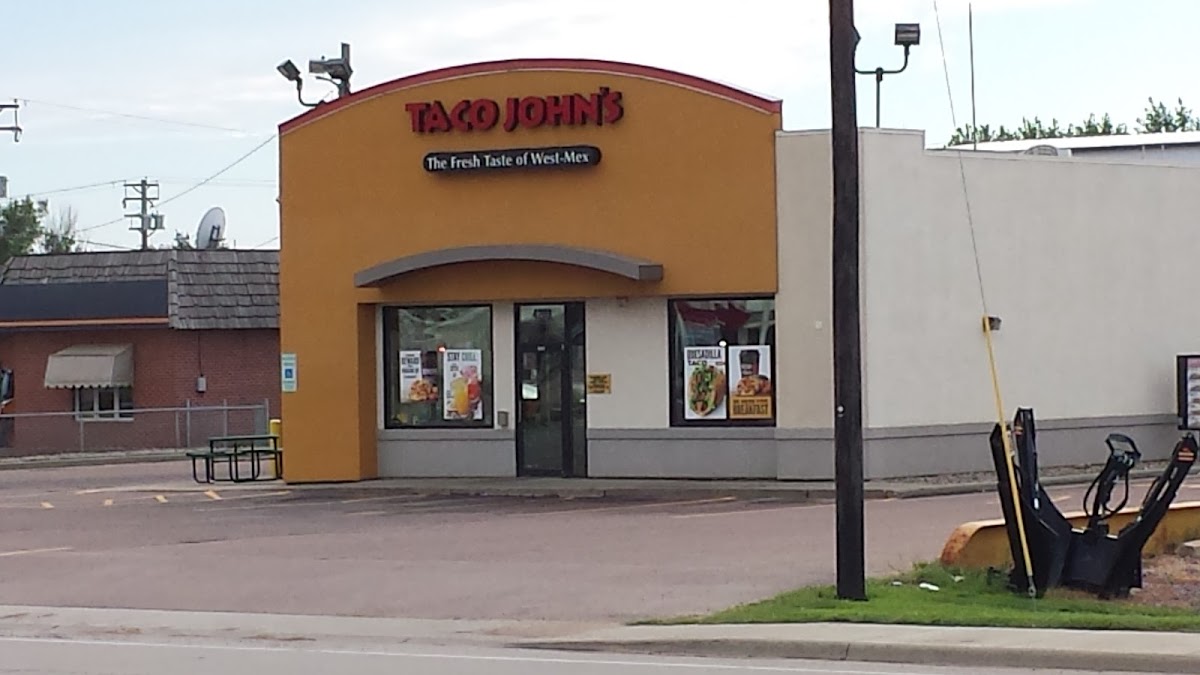 TACO JOHN'S
The Fresh Taste of West-Mex
STAY CHILL
QUESADILLA
TACO
BREAKFAST